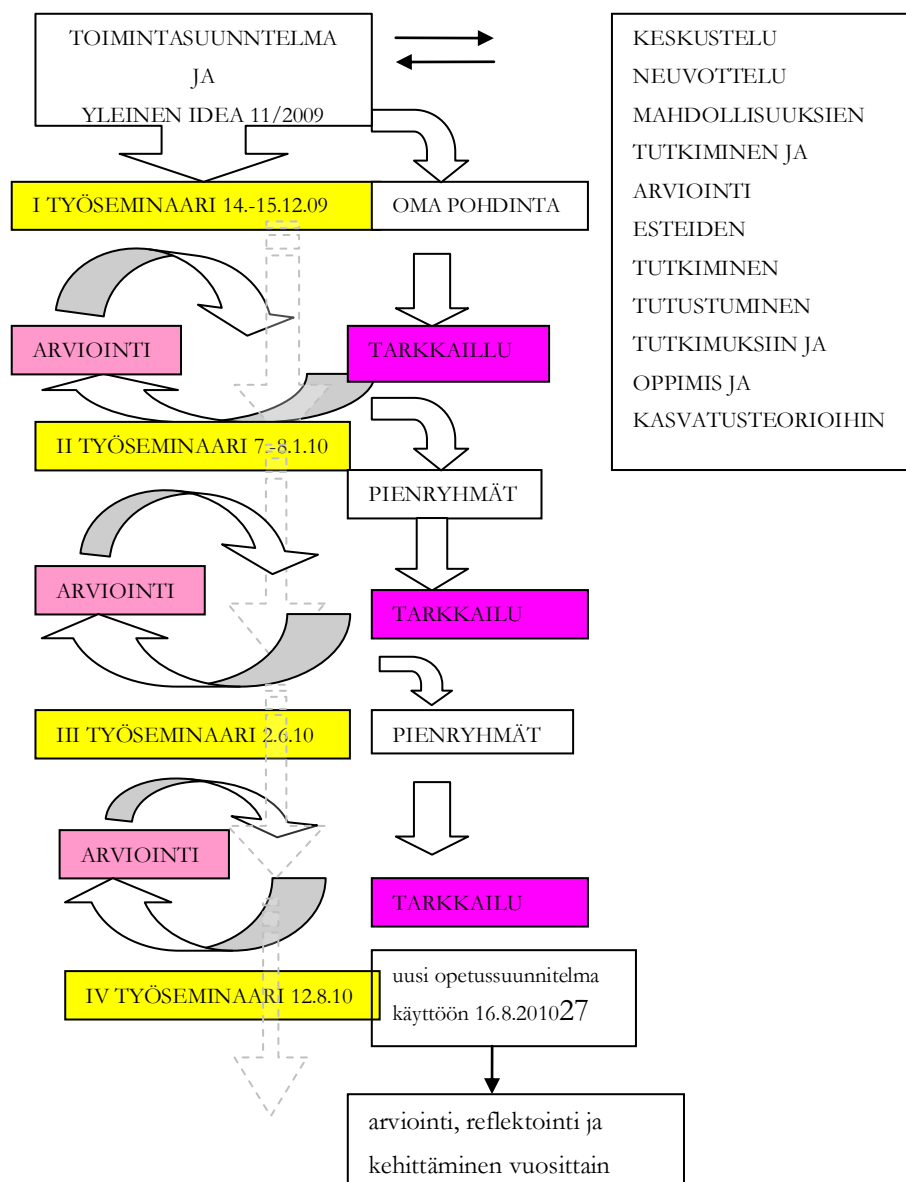 TOIMINTASUUNNTELMA
JA
YLEINEN IDEA 11/2009
KESKUSTELU
NEUVOTTELU
MAHDOLLISUUKSIEN
TUTKIMINEN JA
ARVIOINTI
ESTEIDEN
TUTKIMINEN
TUTUSTUMINEN
TUTKIMUKSIIN JA
OPPIMIS JA
KASVATUSTEORIOIHIN
I TYÖSEMINAARI 14.-15.12.09
OMA POHDINTA
ARVIOINTI
TARKKAILLU
II TYÖSEMINAARI 7.-8.1.10
PIENRYHMÄT
ARVIOINTI
TARKKAILU
III TYÖSEMINAARI 2.6.10
PIENRYHMÄT
ARVIOINTI
TARKKAILU
IV TYÖSEMINAARI 12.8.10
uusi opetussuunnitelma
käyttöön 16.8.201027
arviointi, reflektointi ja
kehittäminen vuosittain